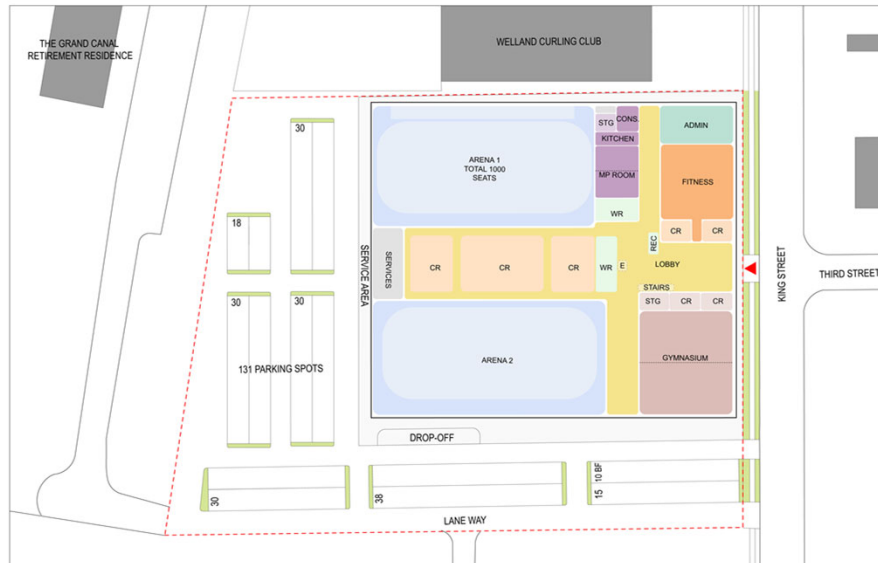 THE GRAND CANAL
RETIREMENT RESIDENCE
WELLAND CURLING CLUB
30
18
30
30
131 PARKING SPOTS
SERVICE AREA
ARENA 1
TOTAL 1000
SEATS
STG
CONS.
KITCHEN
MP ROOM
WR
ADMIN
FITNESS
CR
CR
REC
LOBBY
SERVICES
CR
CR
CR
WR
E
STAIRS
STG
CR
CR
ARENA 2
GYMNASIUM
KING STREET
THIRD STREET
DROP-OFF
30
38
15
10 BF
LANE WAY